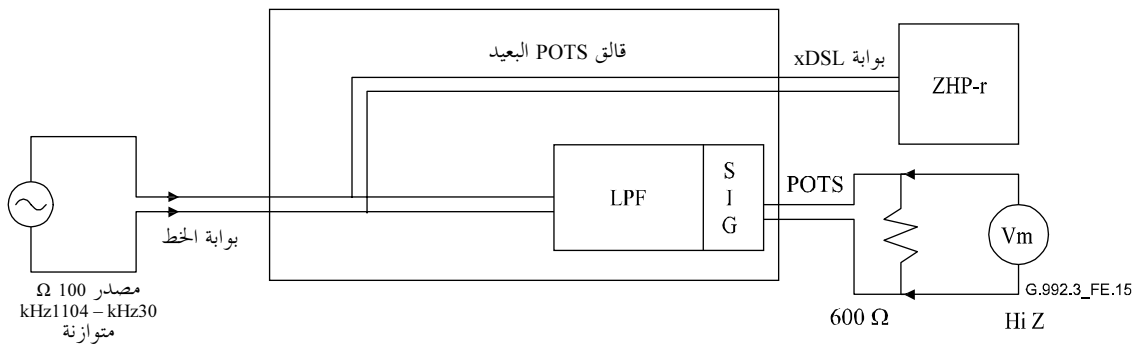 قالق POTS البعيد
بوابة xDSL
ZHP-r
LPF
S
I
G
POTS
Vm
بوابة الخط
مصدر 100 Ω
kHz1104 – kHz30
متوازنة
600 Ω
Hi Z
G.992.3_FE.15